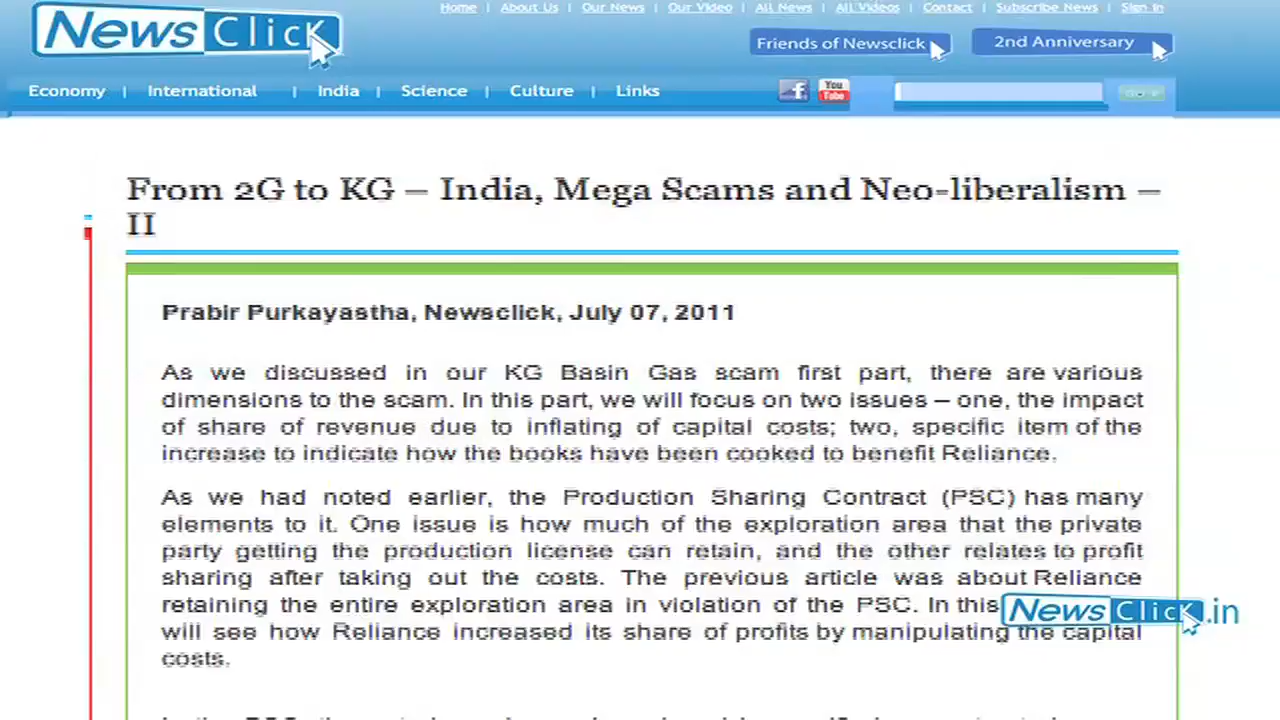 Home | About Us | Our News | Our Video | All News | All Videos | Contact | Subscribe News | Sign in
News Click
Friends of Newsclick
2nd Anniversary
Economy | International | India | Science | Culture | Links
f
You Tube
From 2G to KG – India, Mega Scams and Neo-liberalism –
II
Prabir Purkayastha, Newsclick, July 07, 2011
As we discussed in our KG Basin Gas scam first part, there are various
dimensions to the scam. In this part, we will focus on two issues – one, the impact
of share of revenue due to inflating of capital costs; two, specific item of the
increase to indicate how the books have been cooked to benefit Reliance.
As we had noted earlier, the Production Sharing Contract (PSC) has many
elements to it. One issue is how much of the exploration area that the private
party getting the production license can retain, and the other relates to profit
sharing after taking out the costs. The previous article was about Reliance
retaining the entire exploration area in violation of the PSC. In this
will see how Reliance increased its share of profits by manipulating the capital
costs.
News Click.in